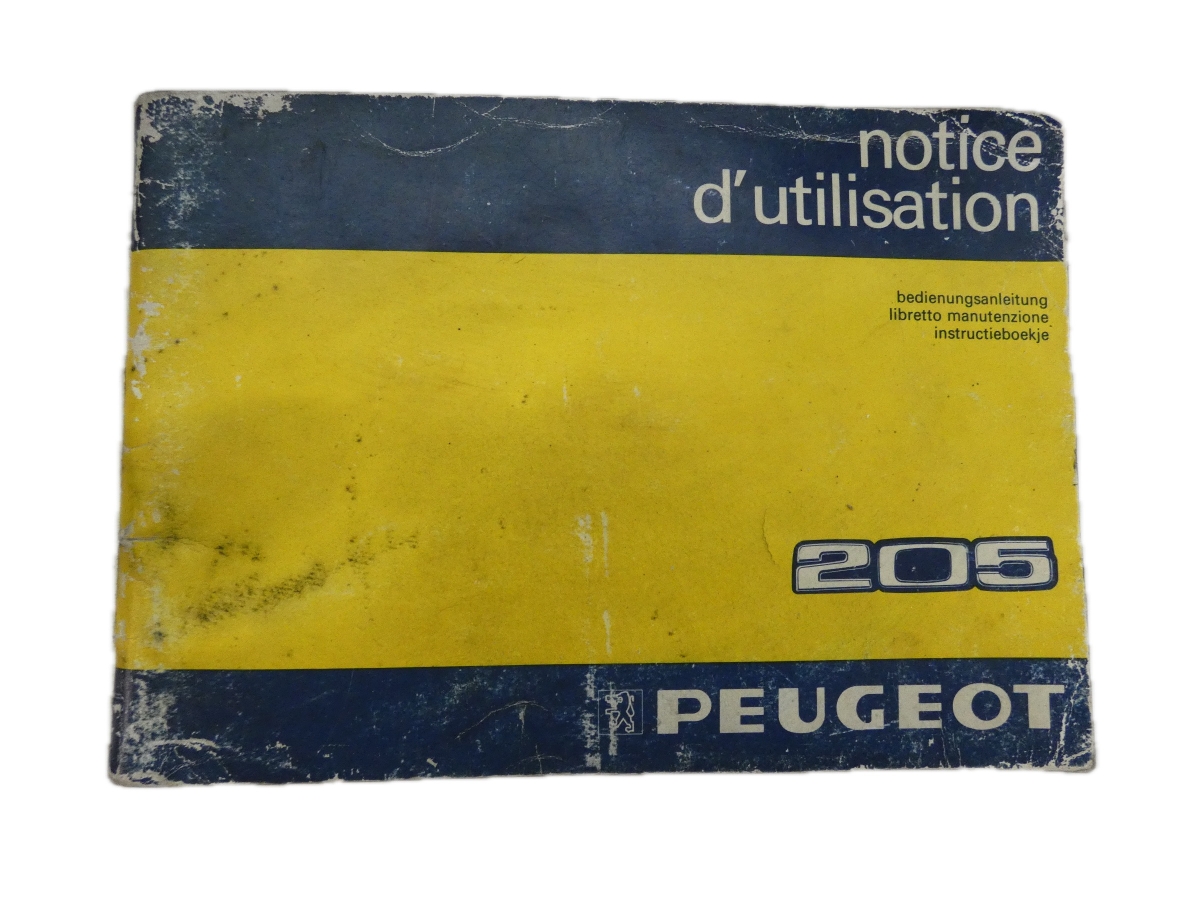 notice
d'utilisation
bedienungsanleitung
libretto manutenzione
instructieboekje
205
PEUGEOT